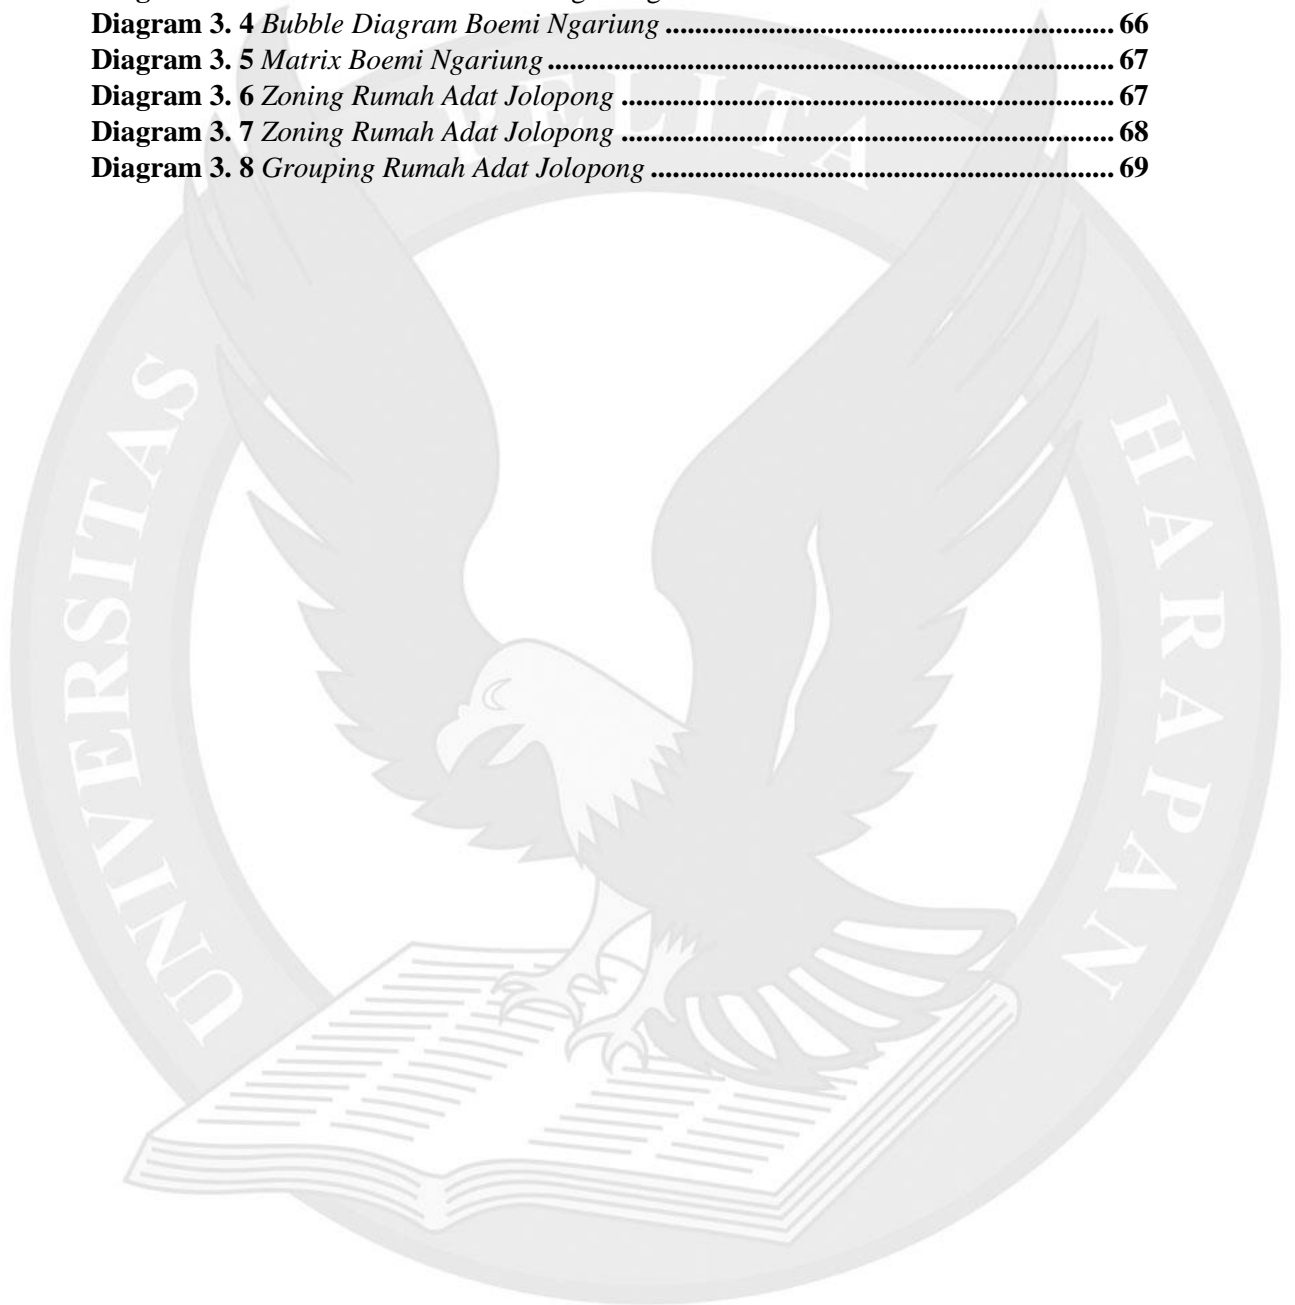 Diagram 3. 4 Bubble Diagram Boemi Ngariung ............................................................. 66
Diagram 3. 5 Matrix Boemi Ngariung ............................................................................. 67
Diagram 3. 6 Zoning Rumah Adat Jolopong ................................................................... 67
Diagram 3. 7 Zoning Rumah Adat Jolopong ................................................................... 68
Diagram 3. 8 Grouping Rumah Adat Jolopong ............................................................... 69
UNIVERSITAS PELITA HARAPAN